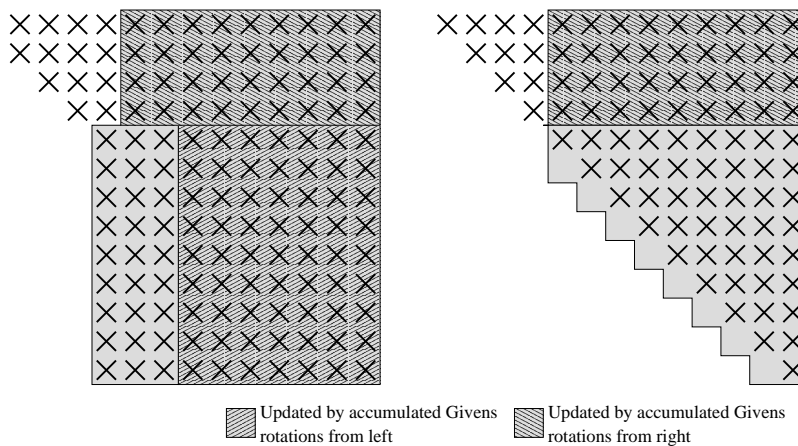 Updated by accumulated Givens
rotations from left
Updated by accumulated Givens
rotations from right